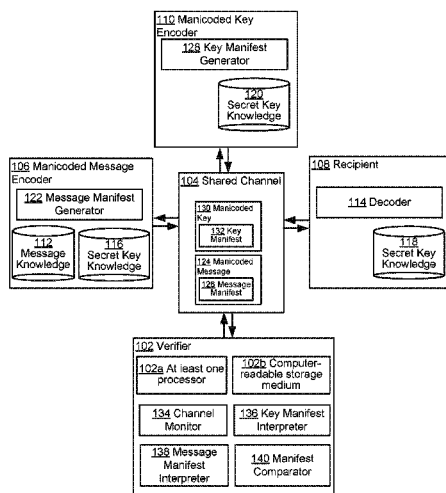 110 Manicoded Key
Encoder
128 Key Manifest
Generator
120
Secret Key
Knowledge
106 Manicoded Message
Encoder
122 Message Manifest
Generator
112
Message
Knowledge
116
Secret Key
Knowledge
104 Shared Channel
130 Manicoded
Key
132 Key
Manifest
124 Manicoded
Message
126 Message
Manifest
108 Recipient
114 Decoder
118
Secret Key
Knowledge
102 Verifier
102a At least one
processor
102b Computer-
readable storage
medium
134 Channel
Monitor
136 Key Manifest
Interpreter
138 Message
Manifest
Interpreter
140 Manifest
Comparator